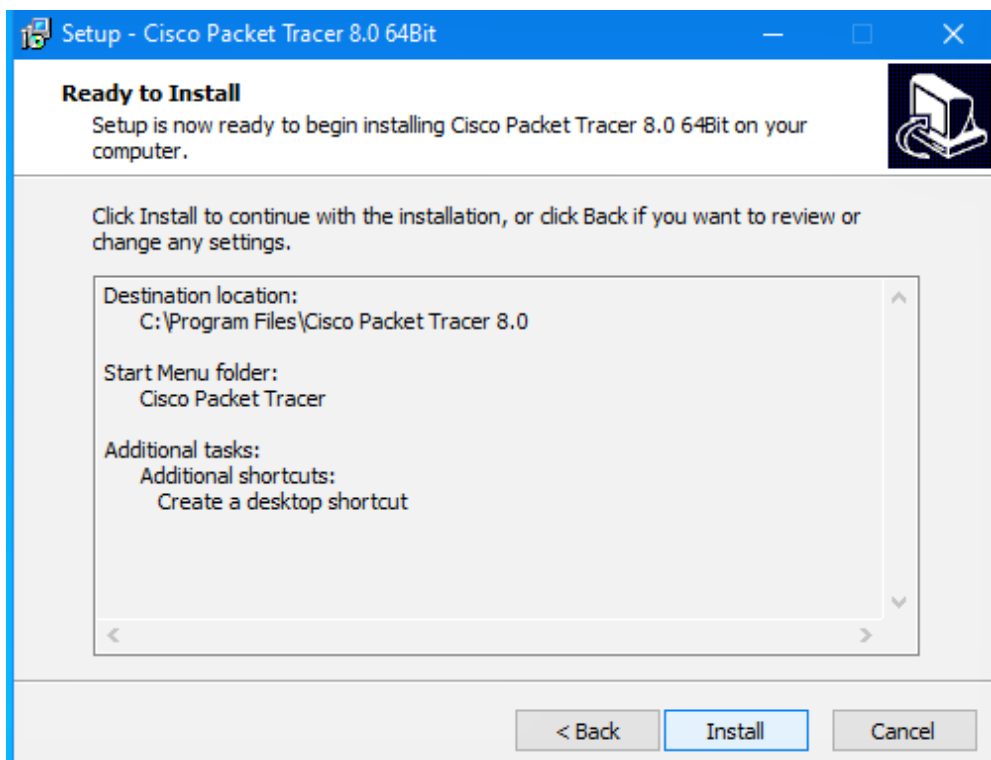 Setup - Cisco Packet Tracer 8.0 64Bit
Ready to Install
Setup is now ready to begin installing Cisco Packet Tracer 8.0 64Bit on your
computer.
Click Install to continue with the installation, or click Back if you want to review or
change any settings.
Destination location:
C:\Program Files\Cisco Packet Tracer 8.0
Start Menu folder:
Cisco Packet Tracer
Additional tasks:
Additional shortcuts:
Create a desktop shortcut
< Back Install Cancel